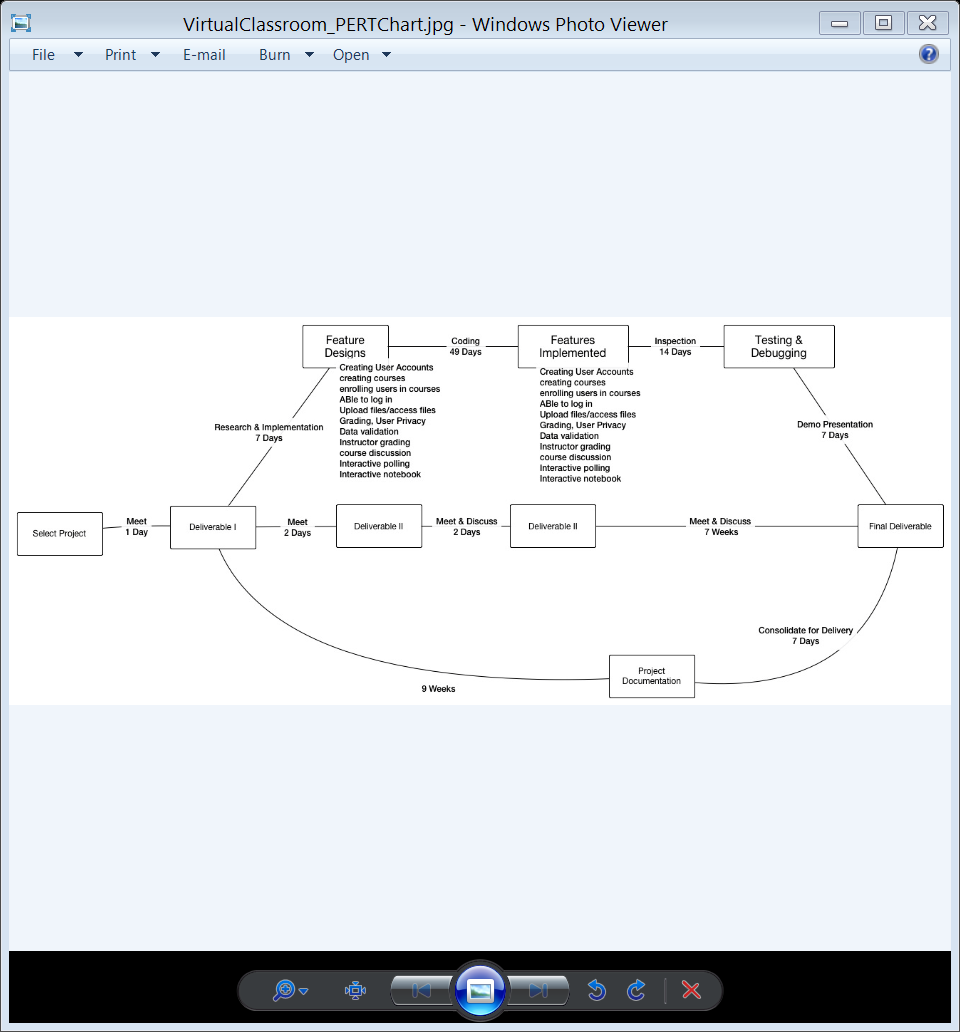 VirtualClassroom_PERTChart.jpg - Windows Photo Viewer
File Print E-mail Burn Open
?
Feature
Designs
Coding
49 Days
Features
Implemented
Inspection
14 Days
Testing &
Debugging
Creating User Accounts
creating courses
enrolling users in courses
ABle to log in
Upload files/access files
Grading, User Privacy
Data validation
Instructor grading
course discussion
Interactive polling
Interactive notebook
Creating User Accounts
creating courses
enrolling users in courses
ABle to log in
Upload files/access files
Grading, User Privacy
Data validation
Instructor grading
course discussion
Interactive polling
Interactive notebook
Research & Implementation
7 Days
Demo Presentation
7 Days
Select Project
Meet
1 Day
Deliverable I
Meet
2 Days
Deliverable II
Meet & Discuss
2 Days
Deliverable II
Meet & Discuss
7 Weeks
Final Deliverable
Consolidate for Delivery
7 Days
Project
Documentation
9 Weeks